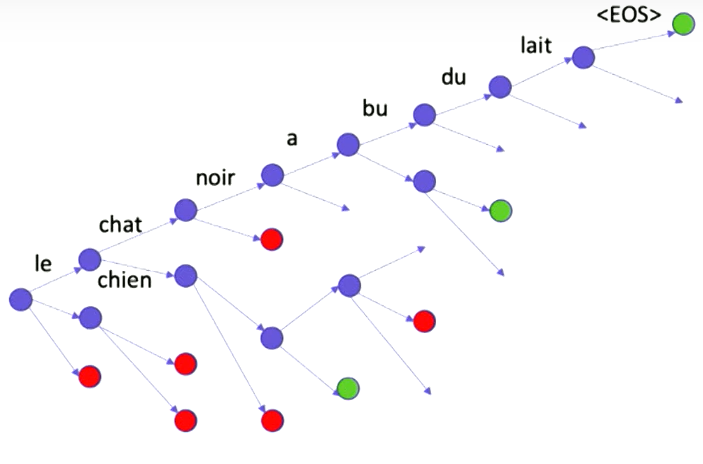 le
chat
chien
noir
a
bu
du
lait
<EOS>